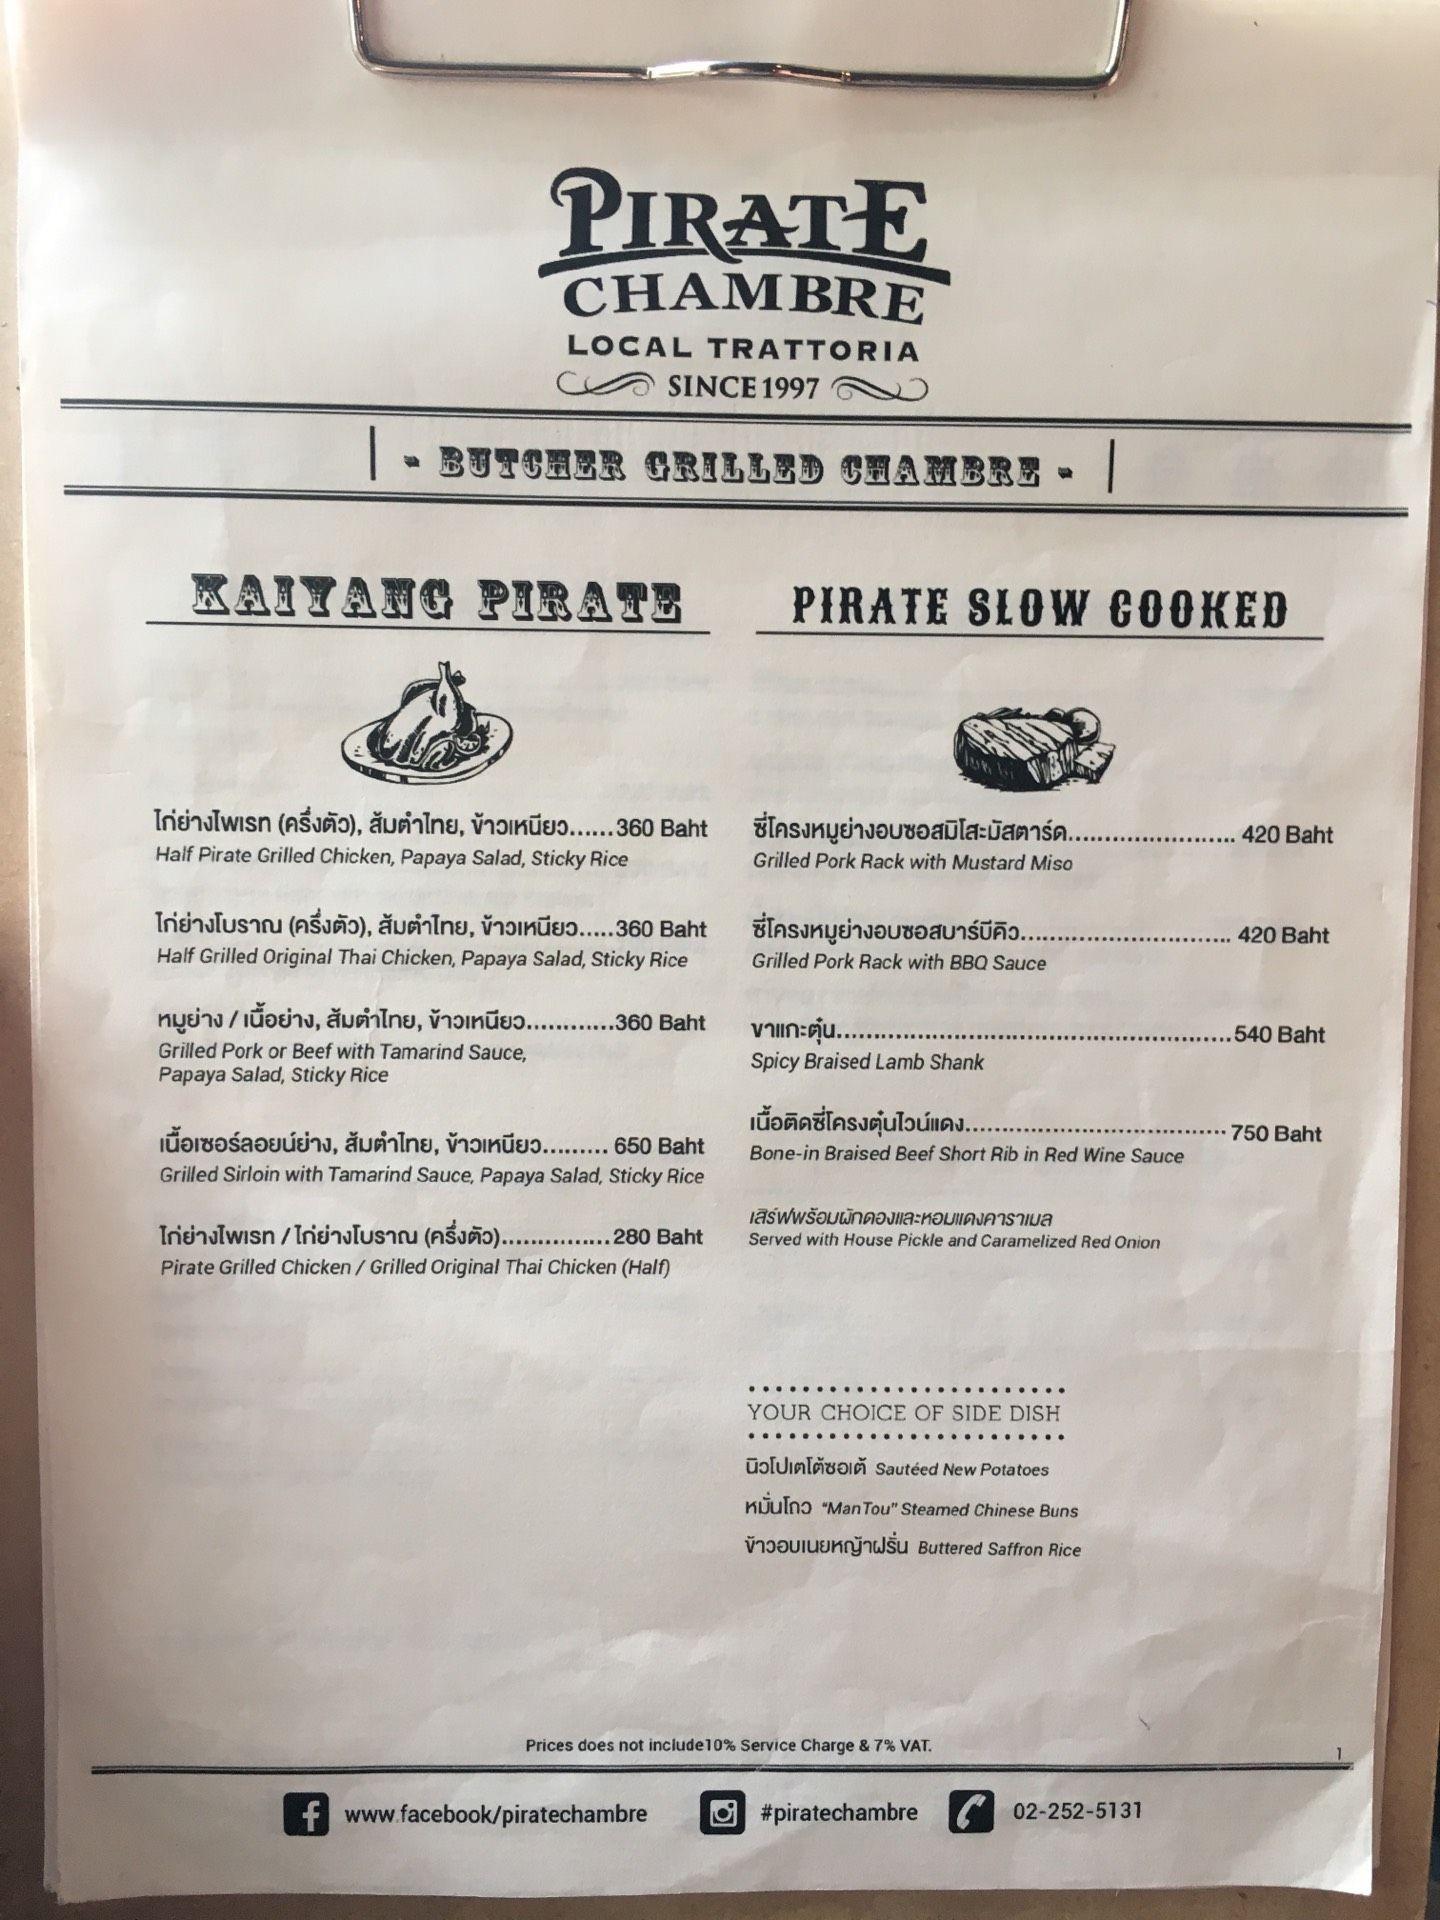 PIRATE
CHAMBRE
LOCAL TRATTORIA
SINCE 1997
- BUTCHER GRILLED CHAMBRE -
KAIYANG PIRATE
ไก่ย่างไพเรท (ครึ่งตัว), ส้มตำไทย, ข้าวเหนียว......360 Baht
Half Pirate Grilled Chicken, Papaya Salad, Sticky Rice
ไก่ย่างโบราณ (ครึ่งตัว), ส้มตำไทย, ข้าวเหนียว.....360 Baht
Half Grilled Original Thai Chicken, Papaya Salad, Sticky Rice
หมูย่าง / เนื้อย่าง, ส้มตำไทย, ข้าวเหนียว............360 Baht
Grilled Pork or Beef with Tamarind Sauce,
Papaya Salad, Sticky Rice
เนื้อเซอร์ลอยน์ย่าง, ส้มตำไทย, ข้าวเหนียว......... 650 Baht
Grilled Sirloin with Tamarind Sauce, Papaya Salad, Sticky Rice
ไก่ย่างไพเรท / ไก่ย่างโบราณ (ครึ่งตัว)...............280 Baht
Pirate Grilled Chicken / Grilled Original Thai Chicken (Half)
PIRATE SLOW COOKED
ซี่โครงหมูย่างอบซอสมิโสะมัสตาร์ด....................... 420 Baht
Grilled Pork Rack with Mustard Miso
ซี่โครงหมูย่างอบซอสบาร์บีคิว............................. 420 Baht
Grilled Pork Rack with BBQ Sauce
ขาแกะตุ๋น......................................................540 Baht
Spicy Braised Lamb Shank
เนื้อติดซี่โครงตุ๋นไวน์แดง....................................750 Baht
Bone-in Braised Beef Short Rib in Red Wine Sauce
เสิร์ฟพร้อมผักดองและหอมแดงคาราเมล
Served with House Pickle and Caramelized Red Onion
YOUR CHOICE OF SIDE DISH
นิวโปเตโต้ซอเต้ Sautéed New Potatoes
หมั่นโถว "ManTou" Steamed Chinese Buns
ข้าวอบเนยหญ้าฝรั่น Buttered Saffron Rice
Prices does not include10% Service Charge & 7% VAT.
1
www.facebook/piratechambre
#piratechambre
02-252-5131